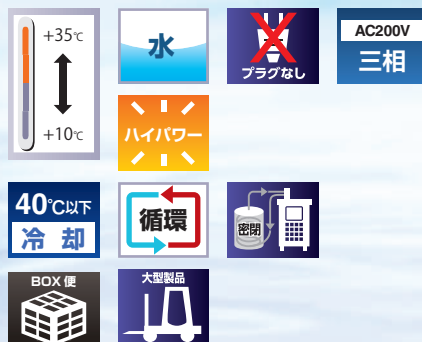 +35℃
+10℃
水
プラグなし
AC200V
三相
ハイパワー
40℃以下
冷却
循環
密閉
BOX便
大型製品